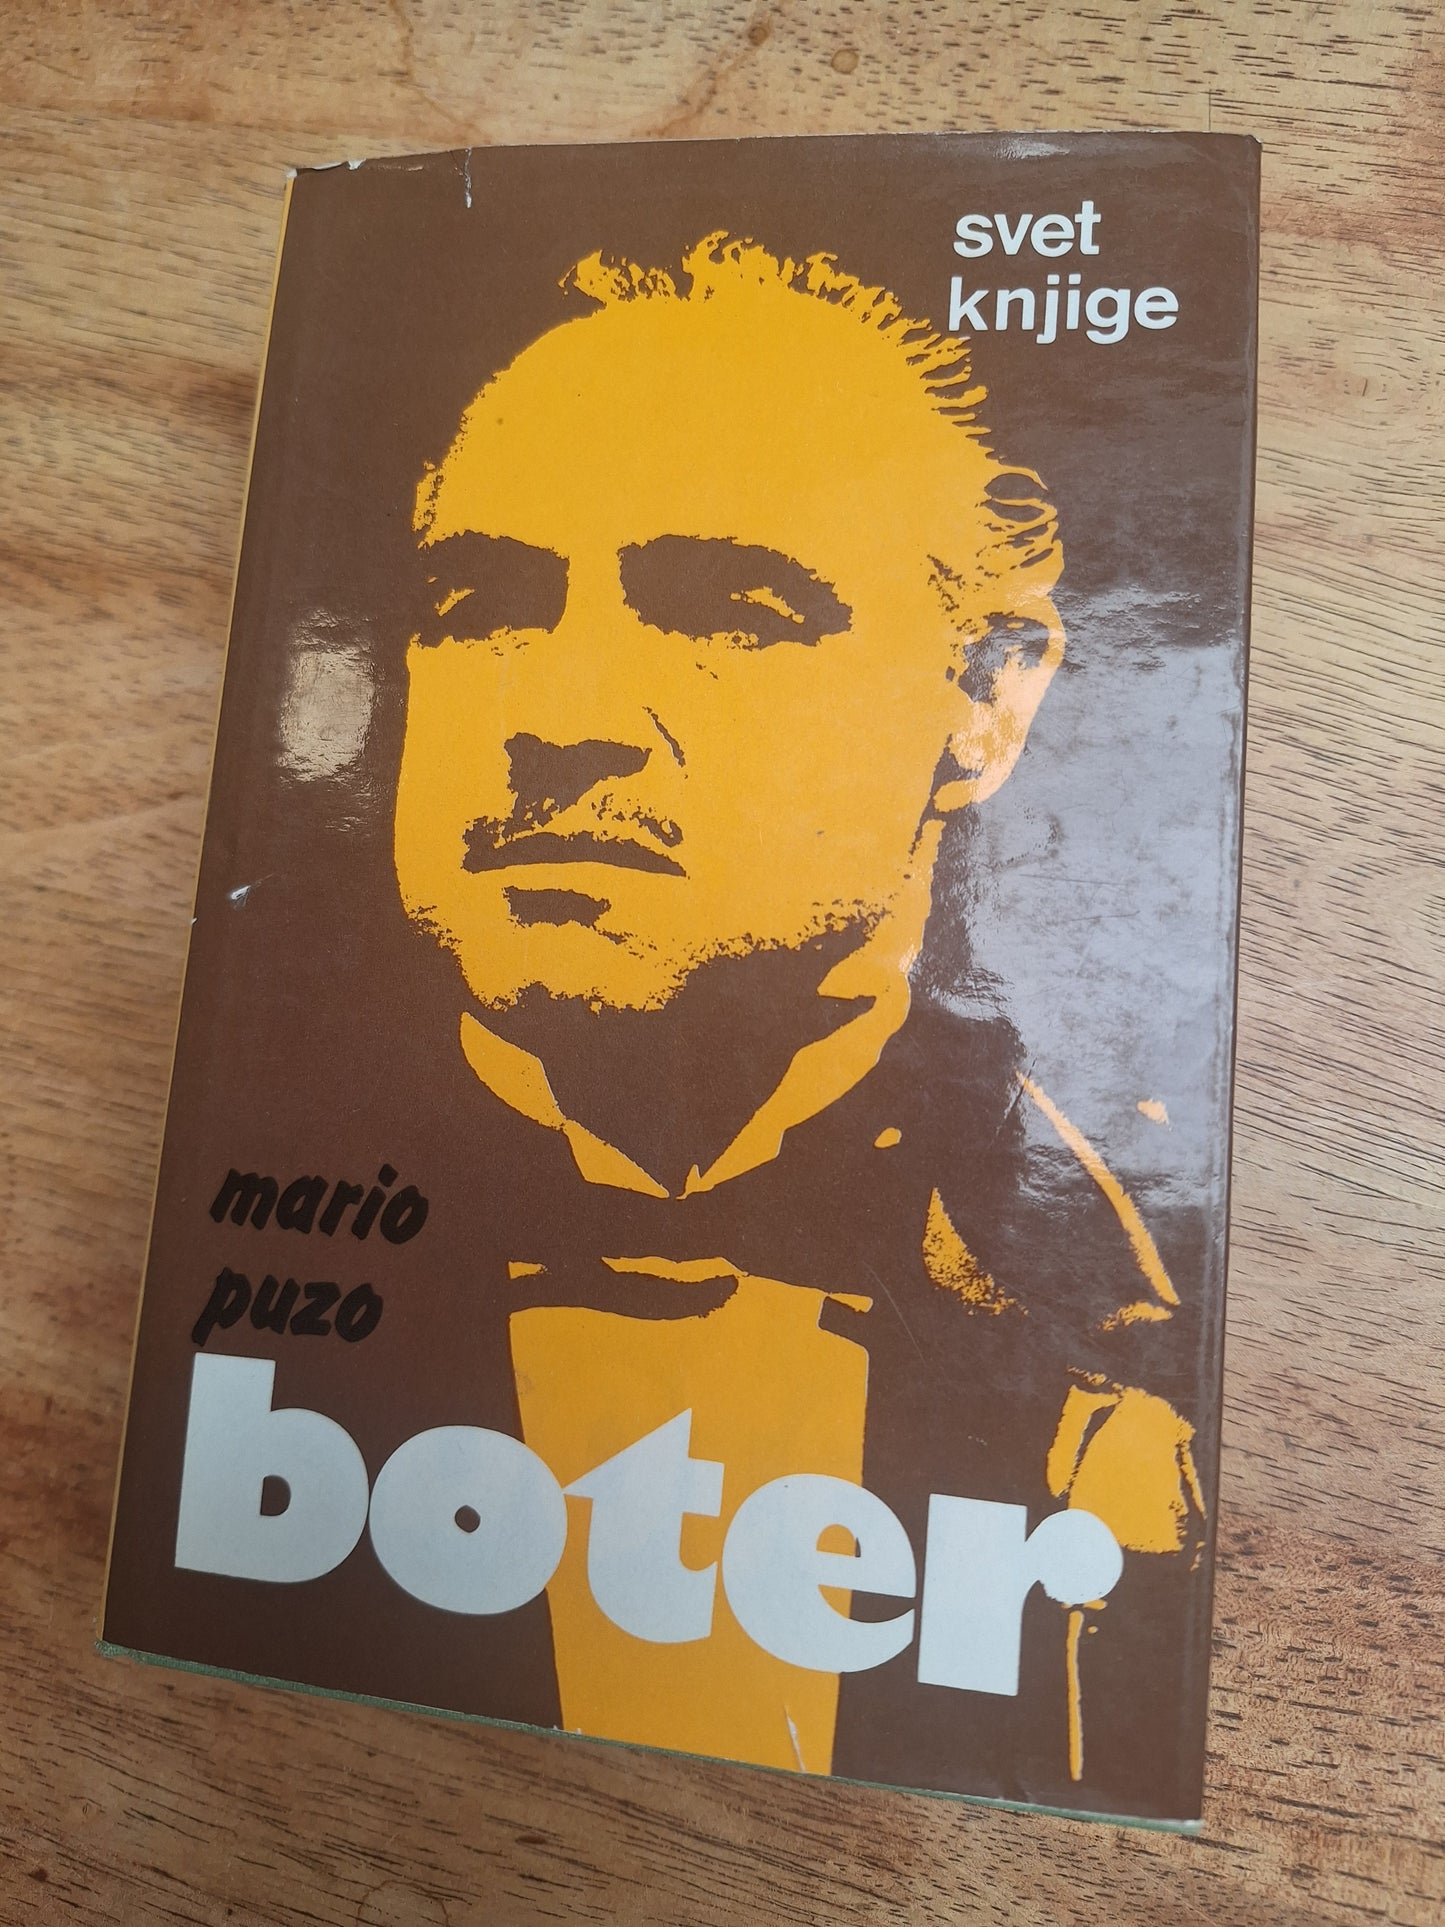 svet
knjige
mario
puzo
boter